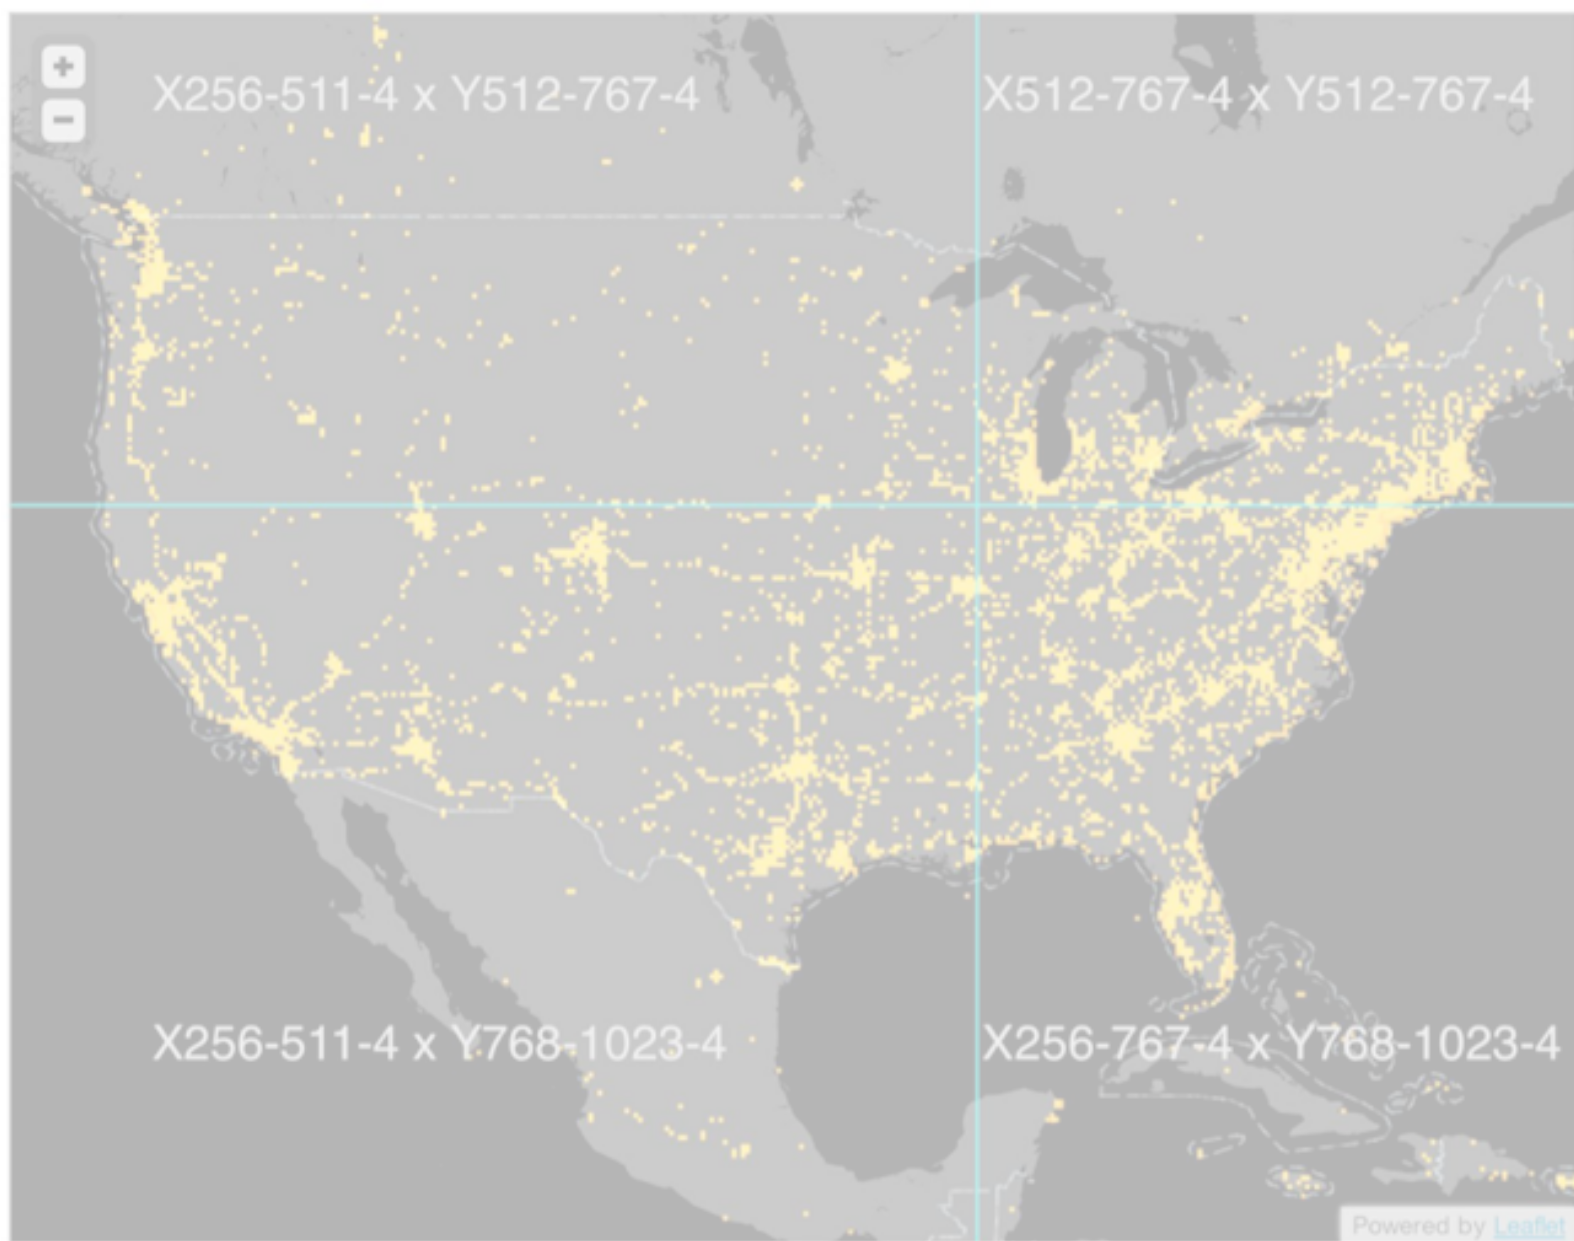 +
X256-511-4 x Y512-767-4
X512-767-4 x Y512-767-4
−
X256-511-4 x Y768-1023-4
X256-767-4 x Y768-1023-4
Powered by Leaflet